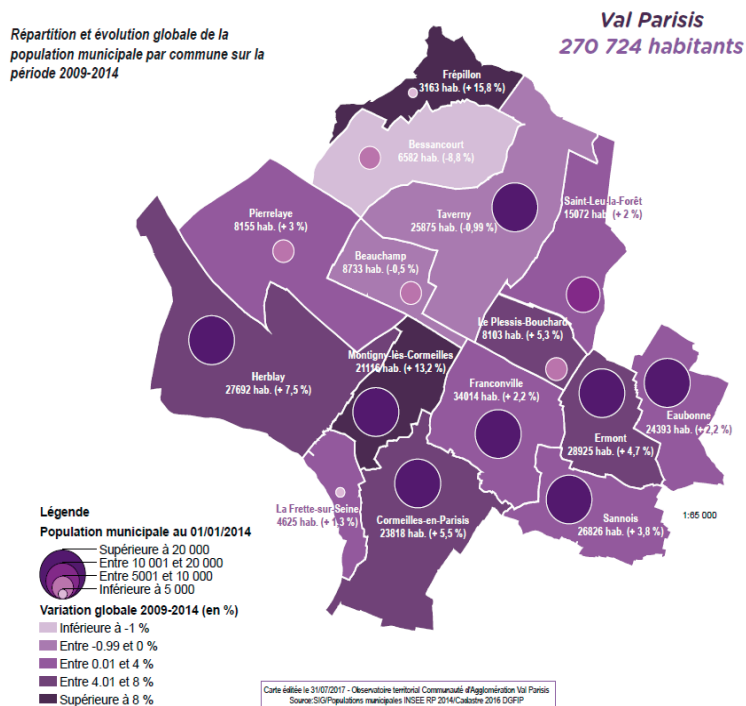 Répartition et évolution globale de la
population municipale par commune sur la
période 2009-2014
Val Parisis
270 724 habitants
Frépillon
3163 hab. (+ 15,8 %)
Bessancourt
6582 hab. (-8,8 %)
Saint-Leu-la-Forêt
15072 hab. (+ 2 %)
Pierrelaye
8155 hab. (+ 3 %)
Taverny
25875 hab. (-0,99 %)
Beauchamp
8733 hab. (-0,5 %)
Le Plessis-Bouchard
8103 hab. (+ 5,3 %)
Montigny-lès-Cormeilles
21116 hab. (+ 13,2 %)
Herblay
27692 hab. (+ 7,5 %)
Franconville
34014 hab. (+ 2,2 %)
Eaubonne
24393 hab. (+ 2,2 %)
Ermont
28925 hab. (+ 4,7 %)
La Frette-sur-Seine
4625 hab. (+ 1,3 %)
Cormeilles-en-Parisis
23818 hab. (+ 5,5 %)
Sannois
26826 hab. (+ 3,8 %)
1:65 000
Légende
Population municipale au 01/01/2014
Supérieure à 20 000
Entre 10 001 et 20 000
Entre 5001 et 10 000
Inférieure à 5 000
Variation globale 2009-2014 (en %)
Inférieure à -1 %
Entre -0.99 et 0 %
Entre 0.01 et 4 %
Entre 4.01 et 8 %
Supérieure à 8 %
Carte éditée le 31/07/2017 - Observatoire territorial Communauté d'Agglomération Val Parisis
Source:SIG/Populations municipales INSEE RP 2014/Cadastre 2016 DGFIP